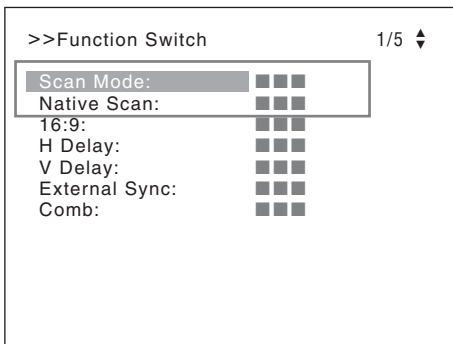 >>Function Switch 1/5
Scan Mode: ■■■
Native Scan: ■■■
16:9: ■■■
H Delay: ■■■
V Delay: ■■■
External Sync: ■■■
Comb: ■■■